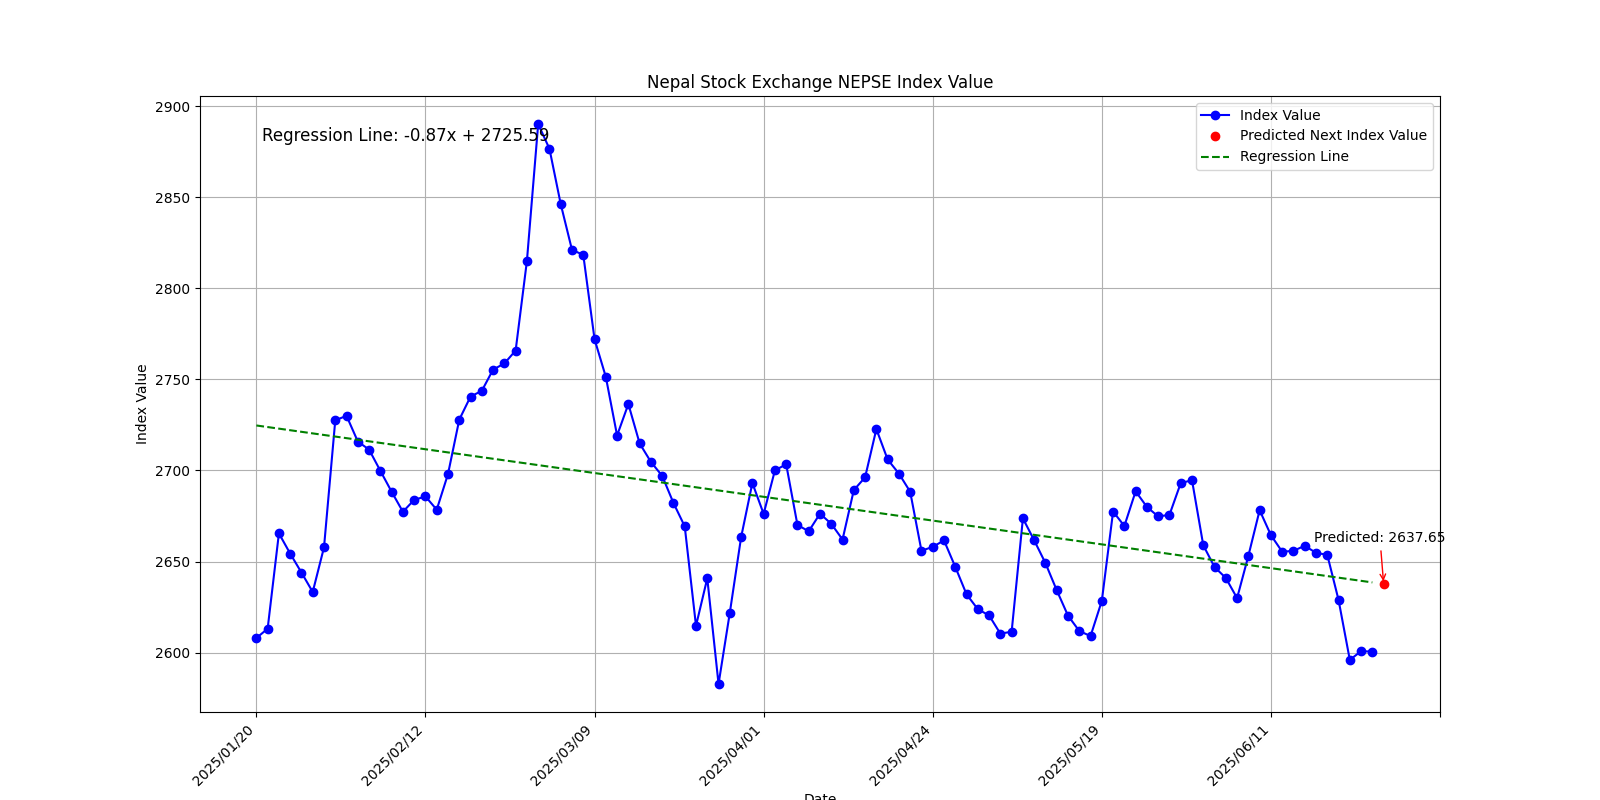 Nepal Stock Exchange NEPSE Index Value
2900
2850
2800
2750
2700
2650
2600
Index Value
Regression Line: -0.87x + 2725.59
Index Value
Predicted Next Index Value
Regression Line
Predicted: 2637.65
2025/01/20
2025/02/12
2025/03/09
2025/04/01
2025/04/24
2025/05/19
2025/06/11
Date